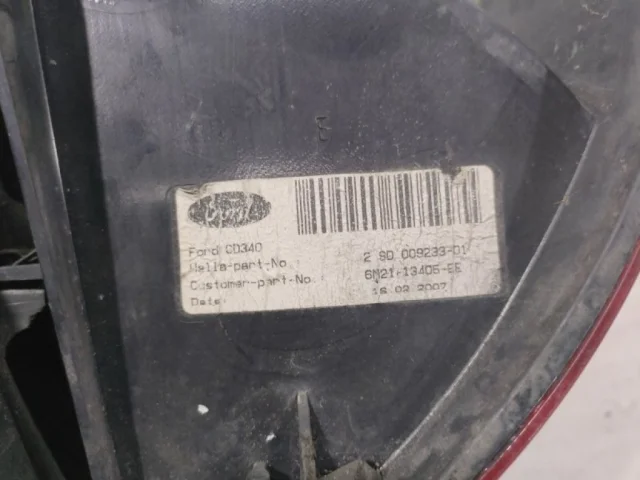 Ford
Ford CD340
Hella-part-No 2 SD 009233-01
Customer-part-No 6M21-13405-EE
Date: 16.03.2007